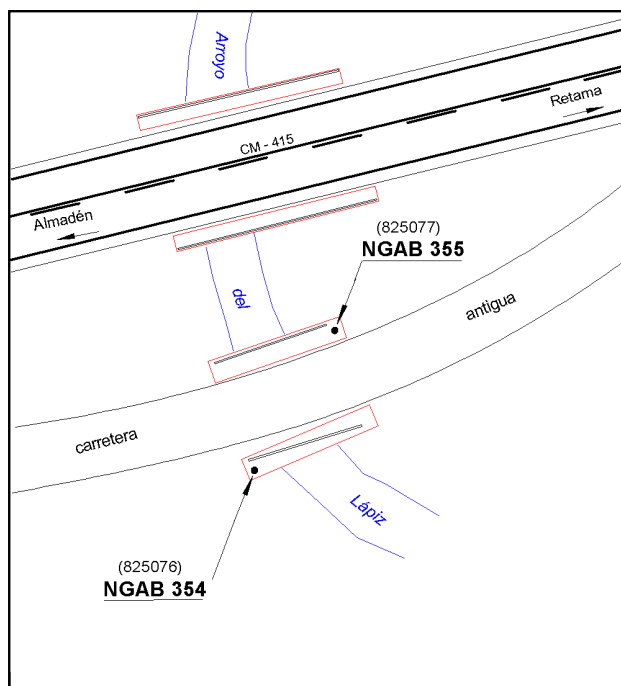 Arroyo
Retama
CM - 415
Almadén
(825077)
NGAB 355
del
antigua
carretera
Lápiz
(825076)
NGAB 354